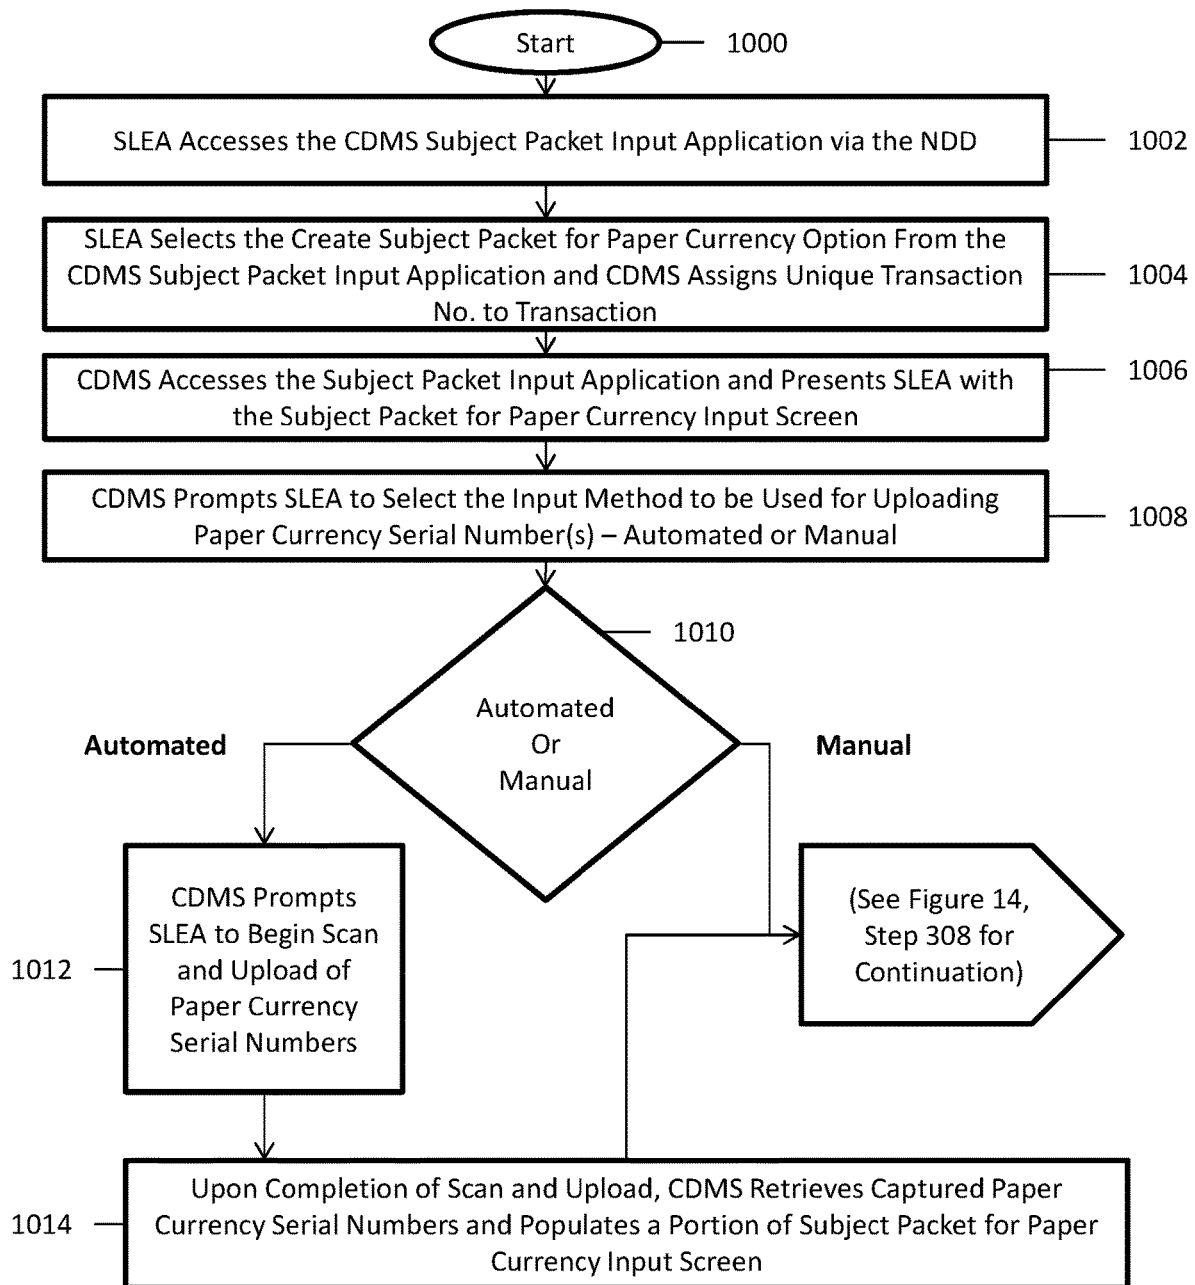 Start
1000
SLEA Accesses the CDMS Subject Packet Input Application via the NDD
1002
SLEA Selects the Create Subject Packet for Paper Currency Option From the
CDMS Subject Packet Input Application and CDMS Assigns Unique Transaction
No. to Transaction
1004
CDMS Accesses the Subject Packet Input Application and Presents SLEA with
the Subject Packet for Paper Currency Input Screen
1006
CDMS Prompts SLEA to Select the Input Method to be Used for Uploading
Paper Currency Serial Number(s) – Automated or Manual
1008
1010
Automated
Or
Manual
Automated
Manual
CDMS Prompts
SLEA to Begin Scan
and Upload of
Paper Currency
Serial Numbers
1012
(See Figure 14,
Step 308 for
Continuation)
Upon Completion of Scan and Upload, CDMS Retrieves Captured Paper
Currency Serial Numbers and Populates a Portion of Subject Packet for Paper
Currency Input Screen
1014